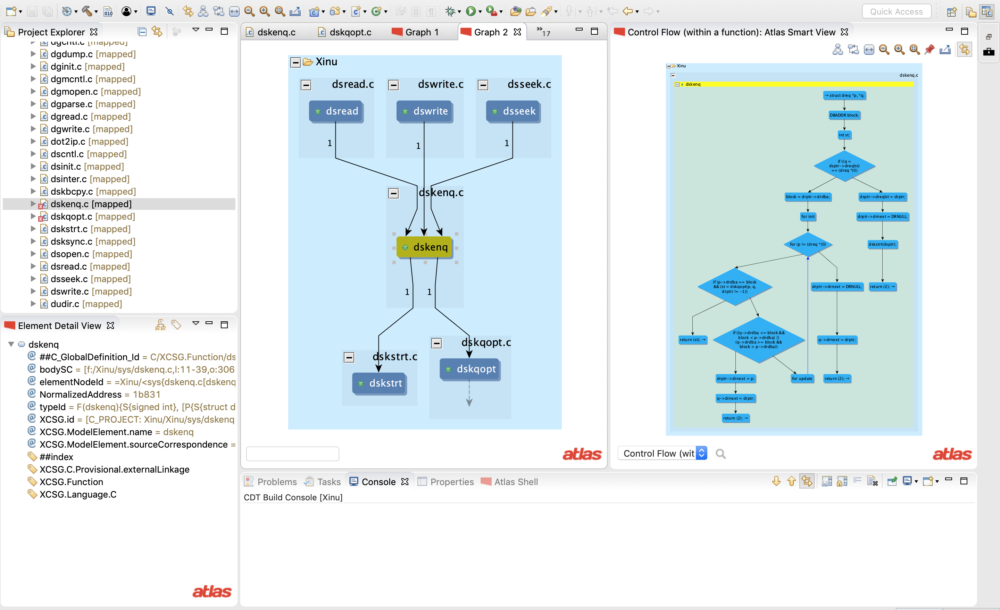 Quick Access
Project Explorer
dgcntl.c [mapped]
dgdump.c [mapped]
dginit.c [mapped]
dgmcntl.c [mapped]
dgmopen.c [mapped]
dgparse.c [mapped]
dgread.c [mapped]
dgwrite.c [mapped]
dot2ip.c [mapped]
dscntl.c [mapped]
dsinit.c [mapped]
dsinter.c [mapped]
dskbcpy.c [mapped]
dskenq.c [mapped]
dskqopt.c [mapped]
dskstrt.c [mapped]
dsksync.c [mapped]
dsopen.c [mapped]
dsread.c [mapped]
dsseek.c [mapped]
dswrite.c [mapped]
dudir.c [mapped]
Element Detail View
dskenq
##C_GlobalDefinition_Id = C/XCSG.Function/ds
bodySC = [f:/Xinu/sys/dskenq.c,l:11-39,o:306
elementNodeId = =Xinu/<sys{dskenq.c[dskenq
NormalizedAddress = 1b831
typeId = F(dskenq){S{signed int}, [P{S{struct d
XCSG.id = [C_PROJECT: Xinu/Xinu/sys/dskenq.
XCSG.ModelElement.name = dskenq
XCSG.ModelElement.sourceCorrespondence =
##index
XCSG.C.Provisional.externalLinkage
XCSG.Function
XCSG.Language.C
atlas
dskenq.c dskqopt.c Graph 1 Graph 2 »17
Xinu
dsread.c dswrite.c dsseek.c
dsread dswrite dsseek
1 1 1
dskenq.c
dskenq
1 1
dskqopt.c
dskstrt.c
dskqopt
dskstrt
atlas
Control Flow (within a function): Atlas Smart View
Xinu
dskenq.c
dskenq
→ struct dreq *p, *q;
DBADDR block;
int st;
if ((q =
dsptr->dreqlst)
== (dreq *)0)
block = drptr->drdba; dsptr->dreqlst = drptr;
for init drptr->drnext = DRNULL;
for (p != (dreq *)0) dskstrt(dsptr);
if (p->drdba == block
&& (st = dskqopt(p, q,
drptr) != -1))
drptr->drnext = DRNULL; return (2); →
return (st); →
if ((q->drdba <= block &&
block < p->drdba) ||
(q->drdba >= block &&
block > p->drdba))
q->drnext = drptr;
drptr->drnext = p; for update return (2); →
q->drnext = drptr;
return (2); →
Control Flow (wit
atlas
Problems Tasks Console Properties Atlas Shell
CDT Build Console [Xinu]